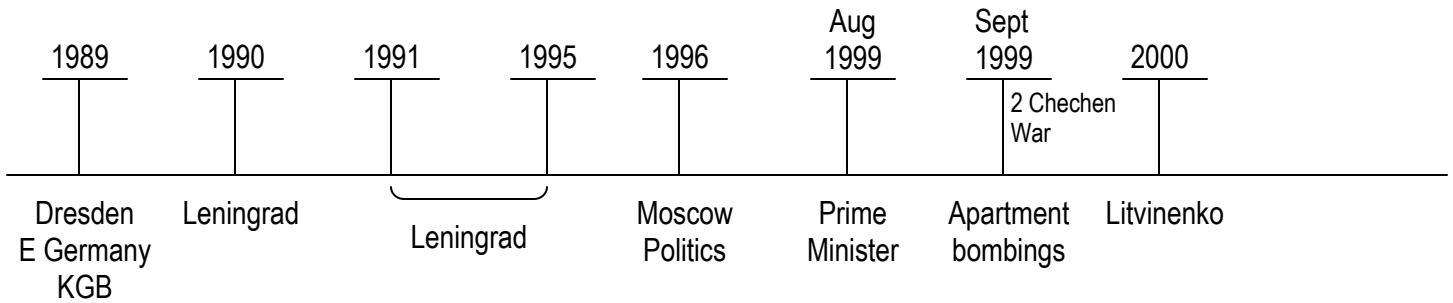 Aug
Sept
1989
1990
1991
1995
1996
1999
1999
2000
2 Chechen
War
Dresden
E Germany
KGB
Leningrad
Leningrad
Moscow
Politics
Prime
Minister
Apartment
bombings
Litvinenko